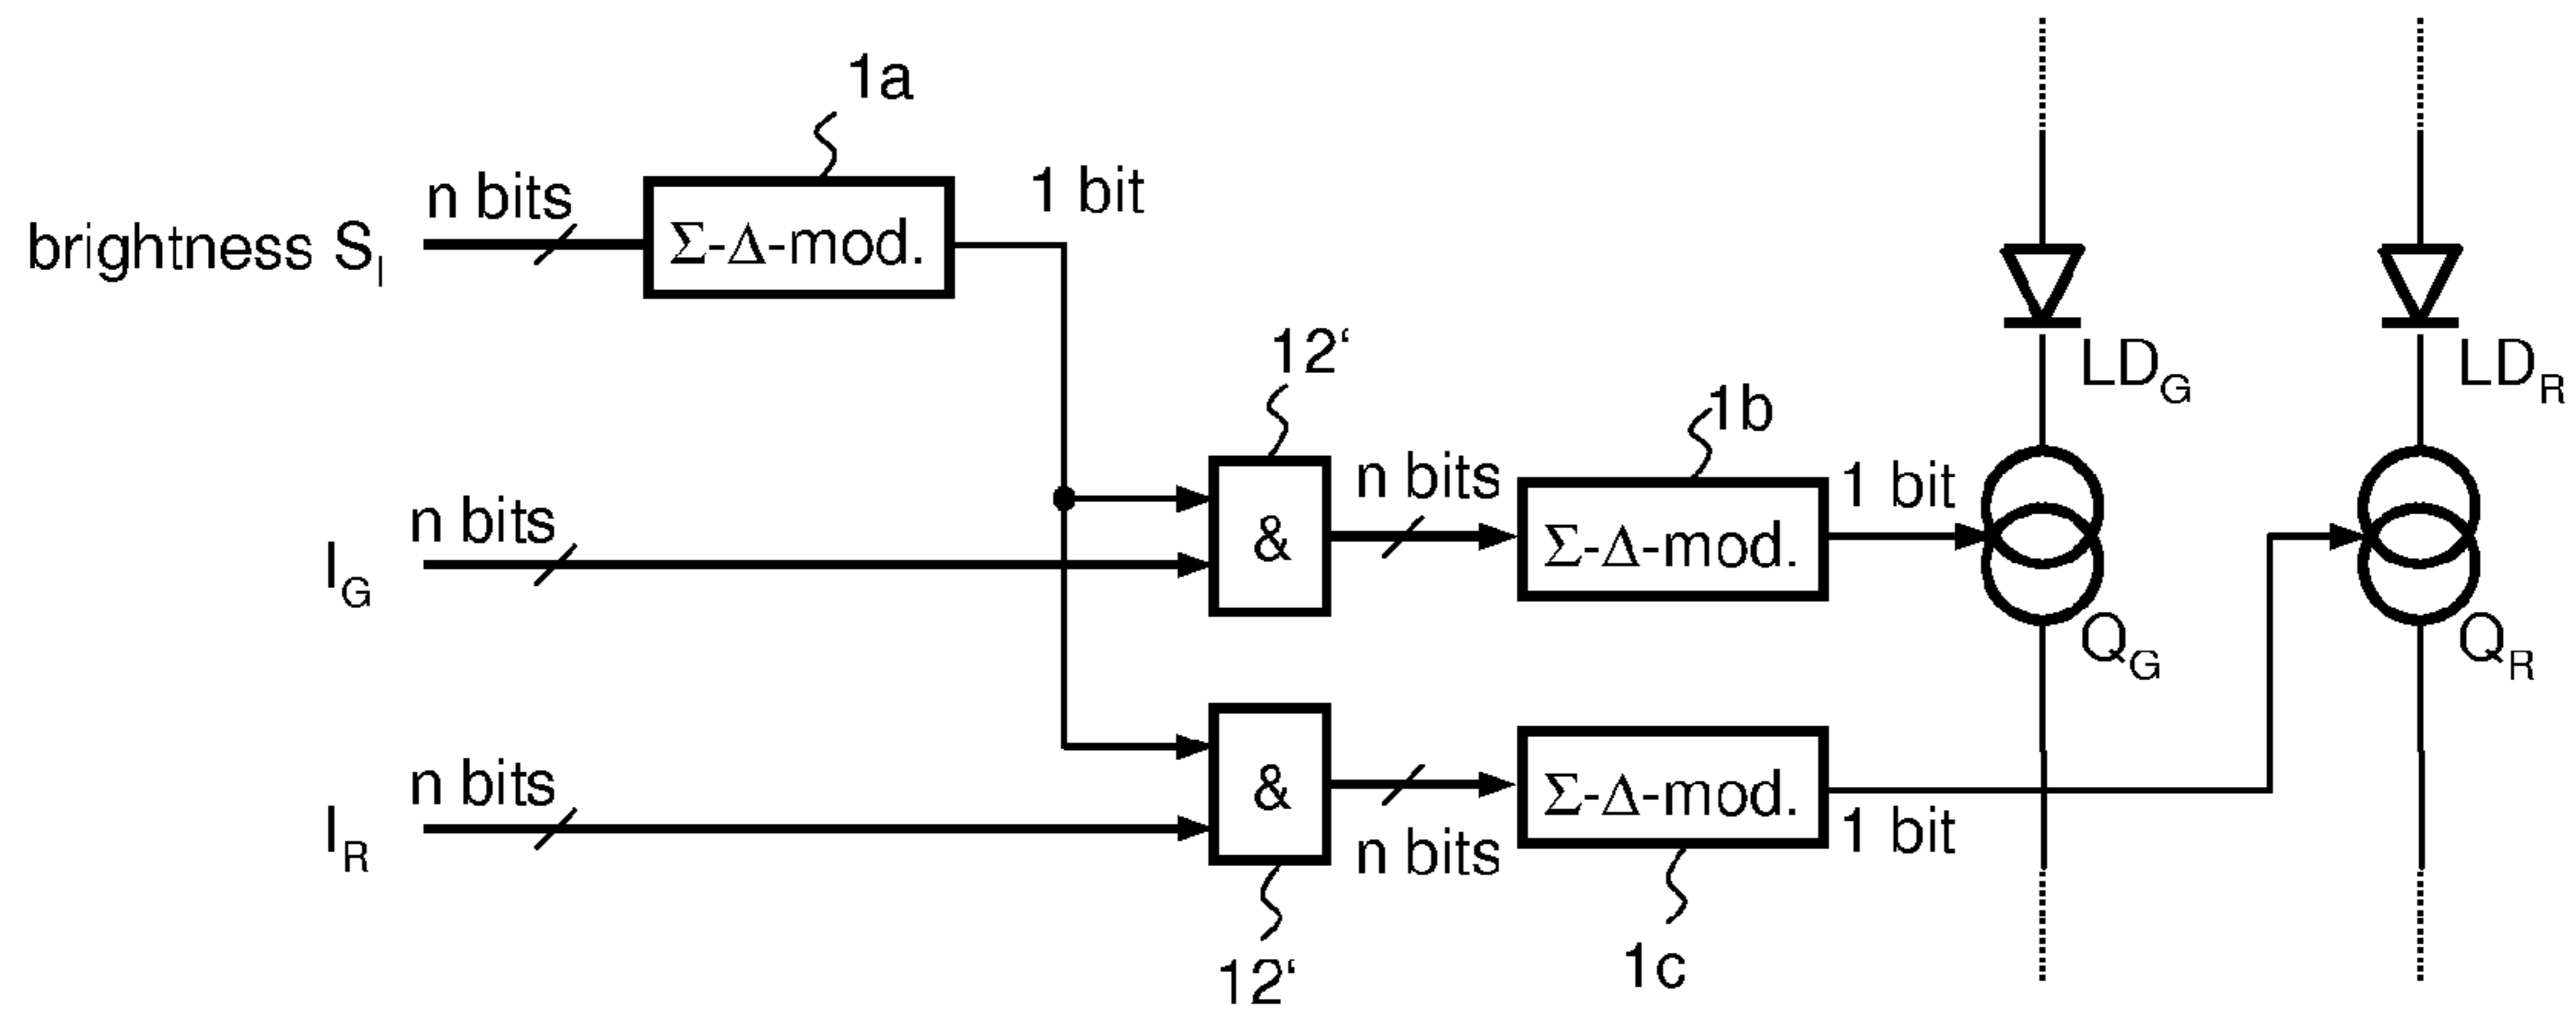 1a
n bits
brightness S_I
Σ-Δ-mod.
1 bit
12‘
LD_G
LD_R
n bits
I_G
&
n bits
1b
Σ-Δ-mod.
1 bit
Q_G
Q_R
n bits
I_R
&
n bits
Σ-Δ-mod.
1 bit
12‘
1c